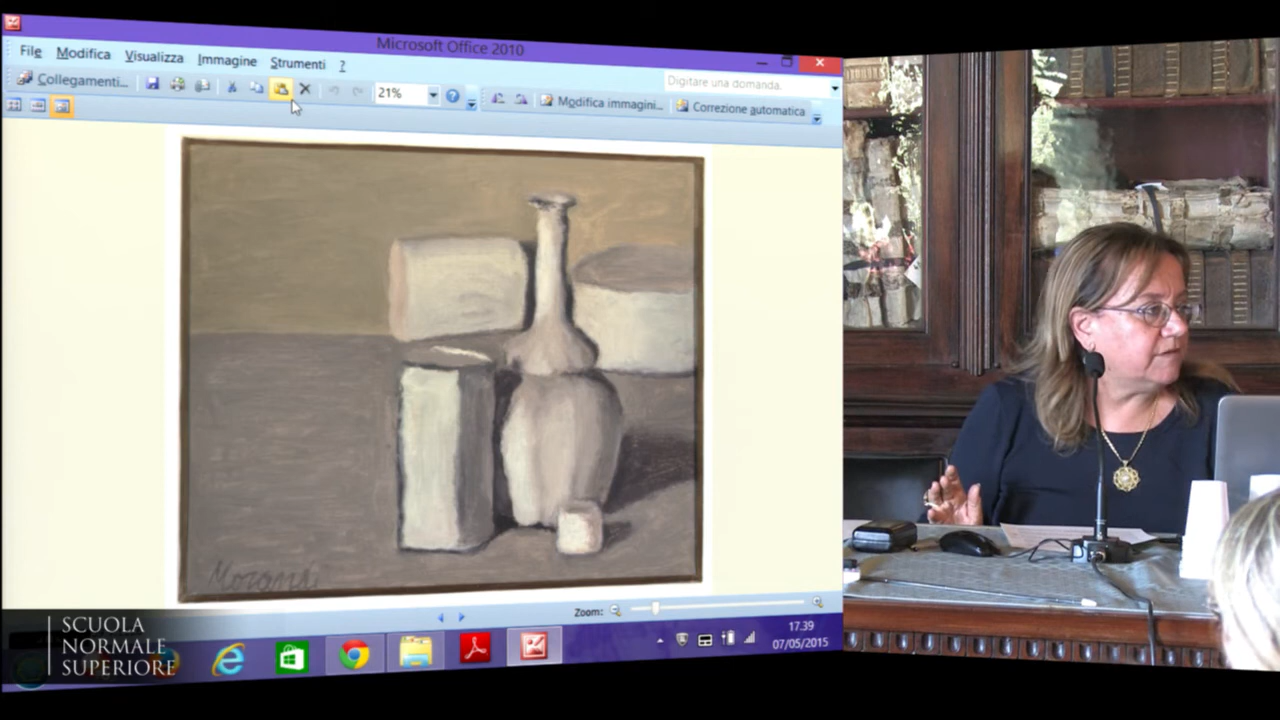 Microsoft Office 2010
File Modifica Visualizza Immagine Strumenti ?
Digitare una domanda.
Collegamenti... 21% Modifica immagini... Correzione automatica
Morandi
Zoom:
SCUOLA
NORMALE
SUPERIORE
17.39
07/05/2015